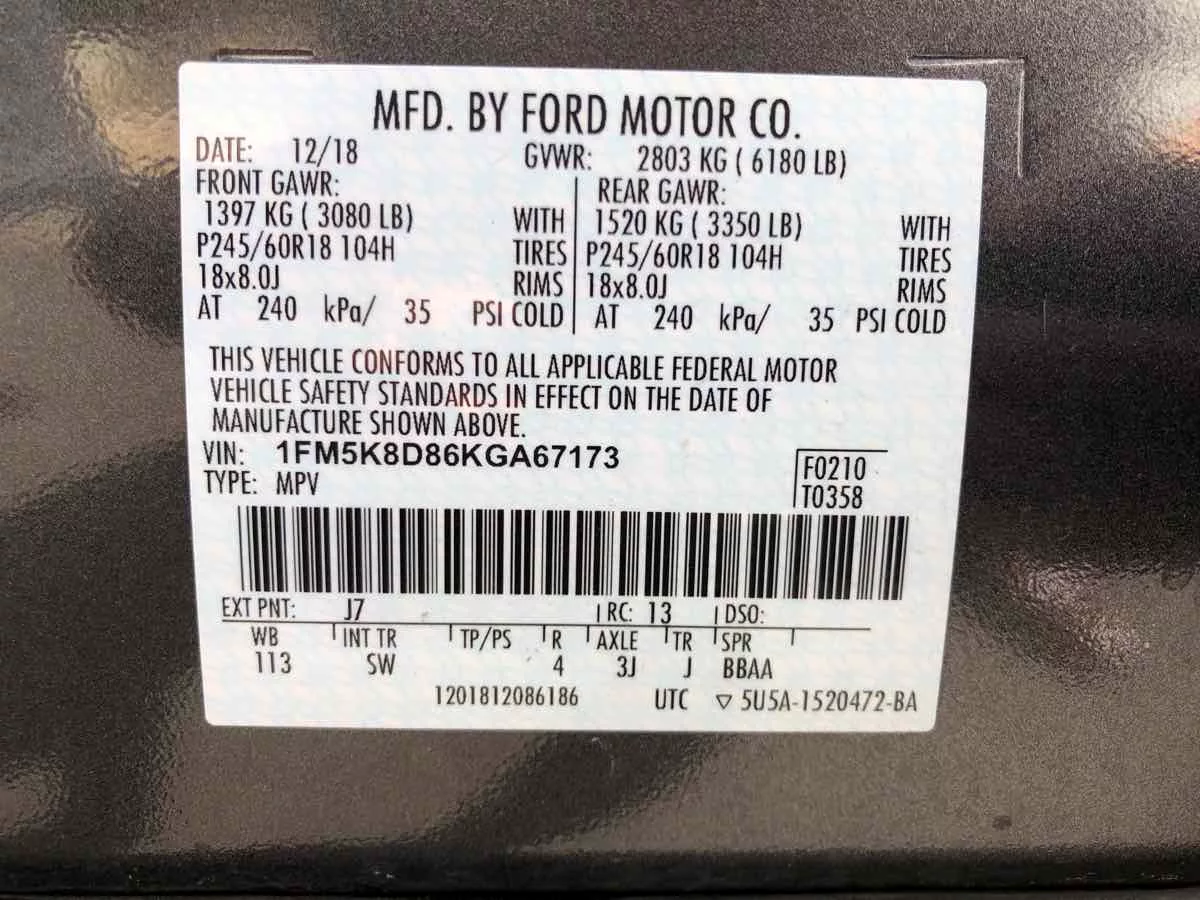 MFD. BY FORD MOTOR CO.
DATE: 12/18 GVWR: 2803 KG ( 6180 LB)
FRONT GAWR: REAR GAWR:
1397 KG ( 3080 LB) WITH 1520 KG ( 3350 LB) WITH
P245/60R18 104H TIRES P245/60R18 104H TIRES
18x8.0J RIMS 18x8.0J RIMS
AT 240 kPa/ 35 PSI COLD AT 240 kPa/ 35 PSI COLD
THIS VEHICLE CONFORMS TO ALL APPLICABLE FEDERAL MOTOR
VEHICLE SAFETY STANDARDS IN EFFECT ON THE DATE OF
MANUFACTURE SHOWN ABOVE.
VIN: 1FM5K8D86KGA67173
F0210
TYPE: MPV T0358
EXT PNT: J7 RC: 13 DSO:
WB INT TR TP/PS R AXLE TR SPR
113 SW 4 3J J BBAA
1201812086186 UTC ▽ 5U5A-1520472-BA